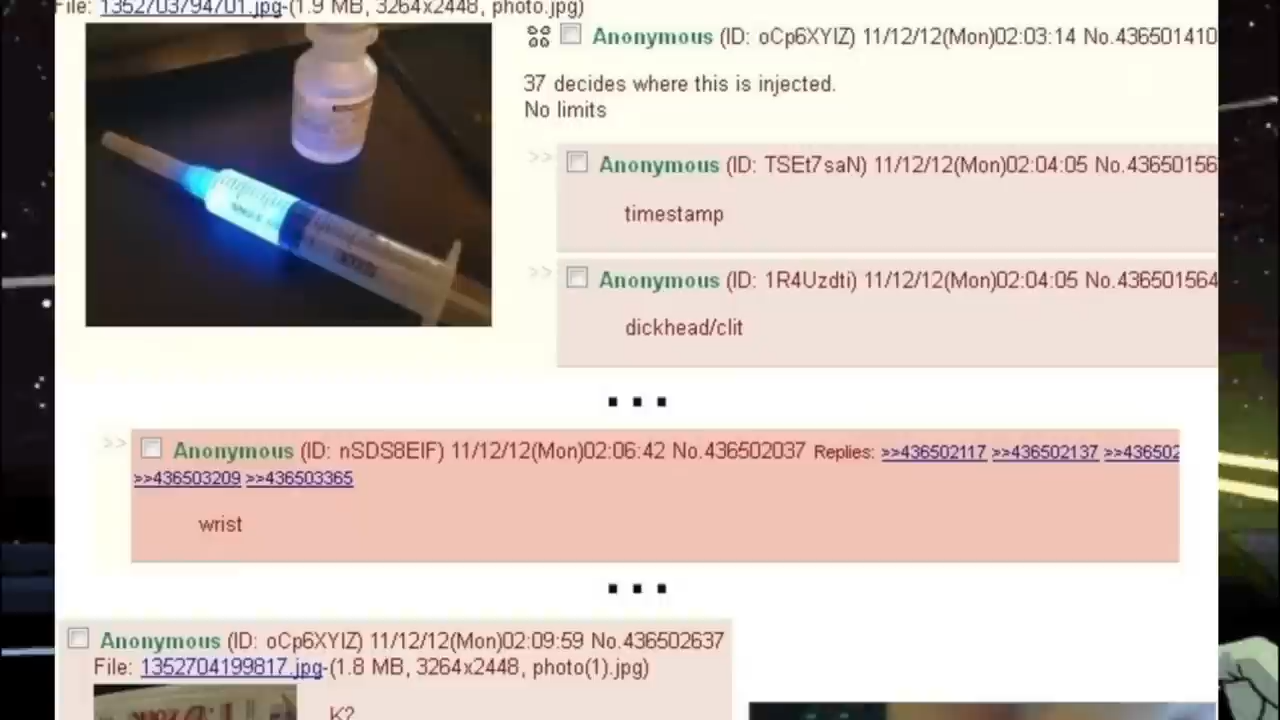 File: 1352703794701.jpg-(1.9 MB, 3264x2448, photo.jpg)
Anonymous (ID: oCp6XYIZ) 11/12/12(Mon)02:03:14 No.436501410
37 decides where this is injected.
No limits
>> Anonymous (ID: TSEt7saN) 11/12/12(Mon)02:04:05 No.43650156
timestamp
>> Anonymous (ID: 1R4Uzdti) 11/12/12(Mon)02:04:05 No.436501564
dickhead/clit
...
>> Anonymous (ID: nSDS8EIF) 11/12/12(Mon)02:06:42 No.436502037 Replies: >>436502117 >>436502137 >>436502
>>436503209 >>436503365
wrist
...
Anonymous (ID: oCp6XYIZ) 11/12/12(Mon)02:09:59 No.436502637
File: 1352704199817.jpg-(1.8 MB, 3264x2448, photo(1).jpg)
K?